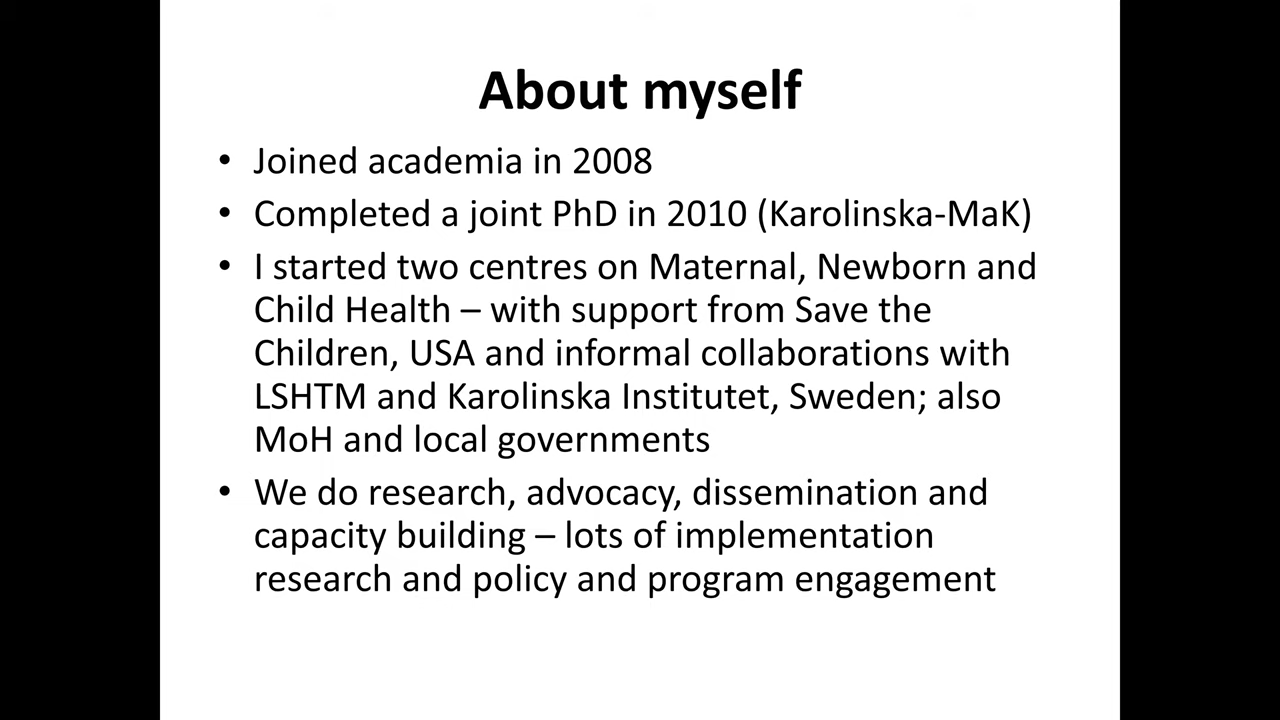 About myself
• Joined academia in 2008
• Completed a joint PhD in 2010 (Karolinska-MaK)
• I started two centres on Maternal, Newborn and
Child Health – with support from Save the
Children, USA and informal collaborations with
LSHTM and Karolinska Institutet, Sweden; also
MoH and local governments
• We do research, advocacy, dissemination and
capacity building – lots of implementation
research and policy and program engagement